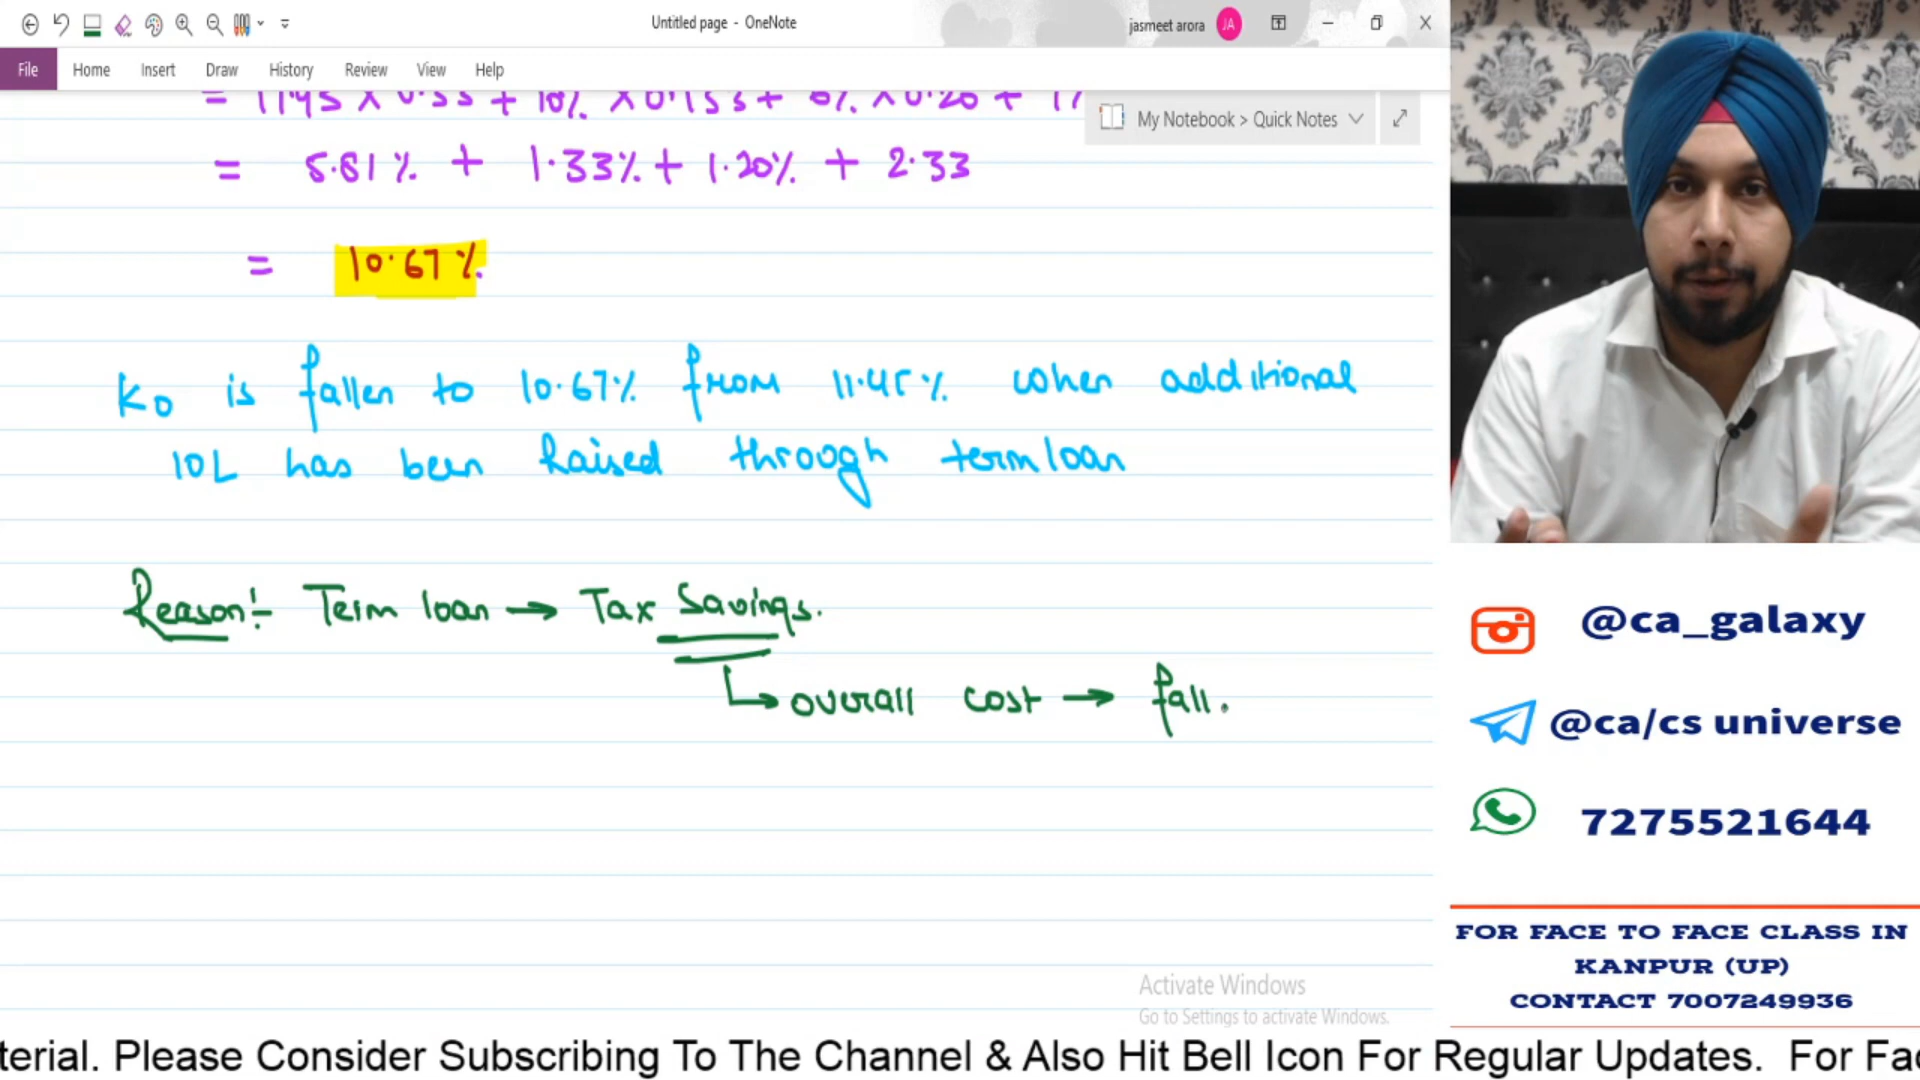 Untitled page - OneNote
jasmeet arora
JA
File Home Insert Draw History Review View Help
My Notebook > Quick Notes
= 5.81% + 1.33% + 1.20% + 2.33
= 10.67%
Ko is fallen to 10.67% from 11.45% when additional
10L has been Raised through term loan
Reason:- Term loan → Tax Savings.
↳ overall cost → fall.
@ca_galaxy
@ca/cs universe
7275521644
FOR FACE TO FACE CLASS IN
KANPUR (UP)
CONTACT 7007249936
Activate Windows
Go to Settings to activate Windows.
terial. Please Consider Subscribing To The Channel & Also Hit Bell Icon For Regular Updates. For Fac